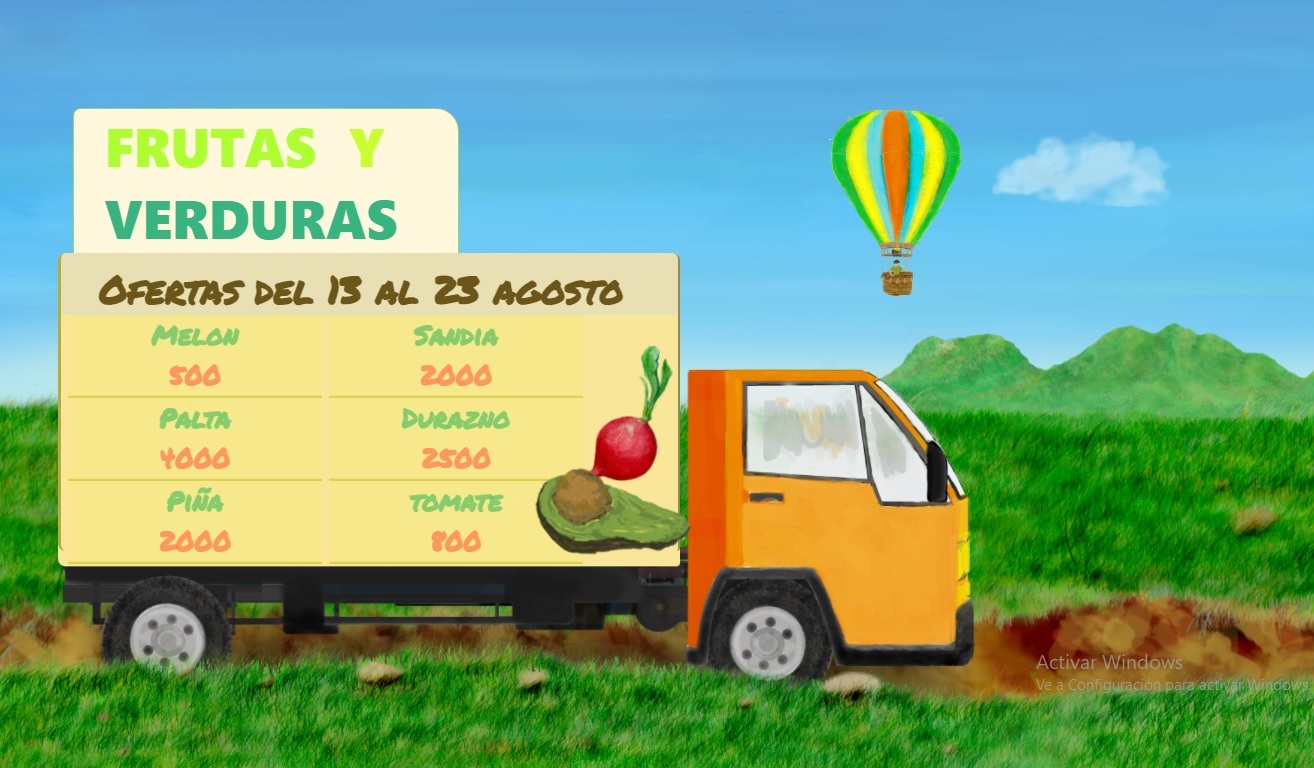 FRUTAS Y
VERDURAS
OFERTAS DEL 13 AL 23 AGOSTO
MELON SANDIA
500 2000
PALTA DURAZNO
4000 2500
PIÑA TOMATE
2000 800
Activar Windows
Ve a Configuración para activar Windows.